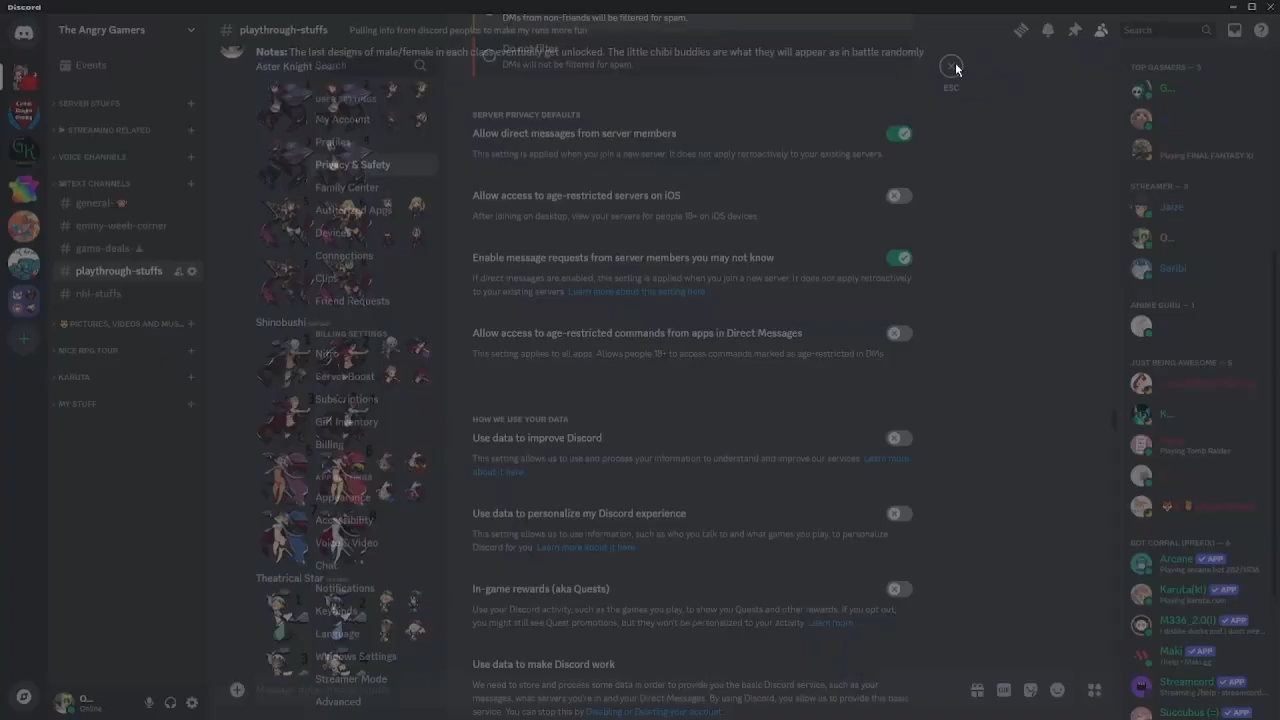 Discord
The Angry Gamers
playthrough-stuffs
Pulling info from discord peoples to make my runs more fun
Search
Events
SERVER STUFFS
STREAMING RELATED
VOICE CHANNELS
TEXT CHANNELS
general-
emmy-weeb-corner
game-deals-
playthrough-stuffs
nbl-stuffs
PICTURES, VIDEOS AND MUS...
NICE RPG TOUR
KARUTA
MY STUFF
O...
Online
Notes: The last designs of male/female in each class eventually get unlocked. The little chibi buddies are what they will appear as in battle randomly
Aster Knight
Shinobushi
Theatrical Star
Search
USER SETTINGS
My Account
Profiles
Privacy & Safety
Family Center
Authorized Apps
Devices
Connections
Clips
Friend Requests
BILLING SETTINGS
Nitro
Server Boost
Subscriptions
Gift Inventory
Billing
APP SETTINGS
Appearance
Accessibility
Voice & Video
Chat
Notifications
Keybinds
Language
Windows Settings
Streamer Mode
Advanced
DMs from non-friends will be filtered for spam.
Do not filter
DMs will not be filtered for spam.
ESC
SERVER PRIVACY DEFAULTS
Allow direct messages from server members
This setting is applied when you join a new server. It does not apply retroactively to your existing servers.
Allow access to age-restricted servers on iOS
After joining on desktop, view your servers for people 18+ on iOS devices.
Enable message requests from server members you may not know
If direct messages are enabled, this setting is applied when you join a new server. It does not apply retroactively
to your existing servers. Learn more about this setting here.
Allow access to age-restricted commands from apps in Direct Messages
This setting applies to all apps. Allows people 18+ to access commands marked as age-restricted in DMs.
HOW WE USE YOUR DATA
Use data to improve Discord
This setting allows us to use and process your information to understand and improve our services. Learn more
about it here.
Use data to personalize my Discord experience
This setting allows us to use information, such as who you talk to and what games you play, to personalize
Discord for you. Learn more about it here.
In-game rewards (aka Quests)
Use your Discord activity, such as the games you play, to show you Quests and other rewards. If you opt out,
you might still see Quest promotions, but they won't be personalized to your activity. Learn more.
Use data to make Discord work
We need to store and process some data in order to provide you the basic Discord service, such as your
messages, what servers you're in and your Direct Messages. By using Discord, you allow us to provide this basic
service. You can stop this by Disabling or Deleting your account.
TOP GASMERS — 3
G...
Playing FINAL FANTASY XI
STREAMER — 3
Jaize
O...
Seribi
ANIME GURU — 1
JUST BEING AWESOME — 5
K...
Playing Tomb Raider
BOT CORRAL (PREFIX) — 6
Arcane APP
Karuta(k!) APP
Playing karuta.com
M336_2.0(!) APP
Maki APP
/help • Maki.gg
Streamcord APP
Streaming /help · streamcord...
Succubus (=) APP